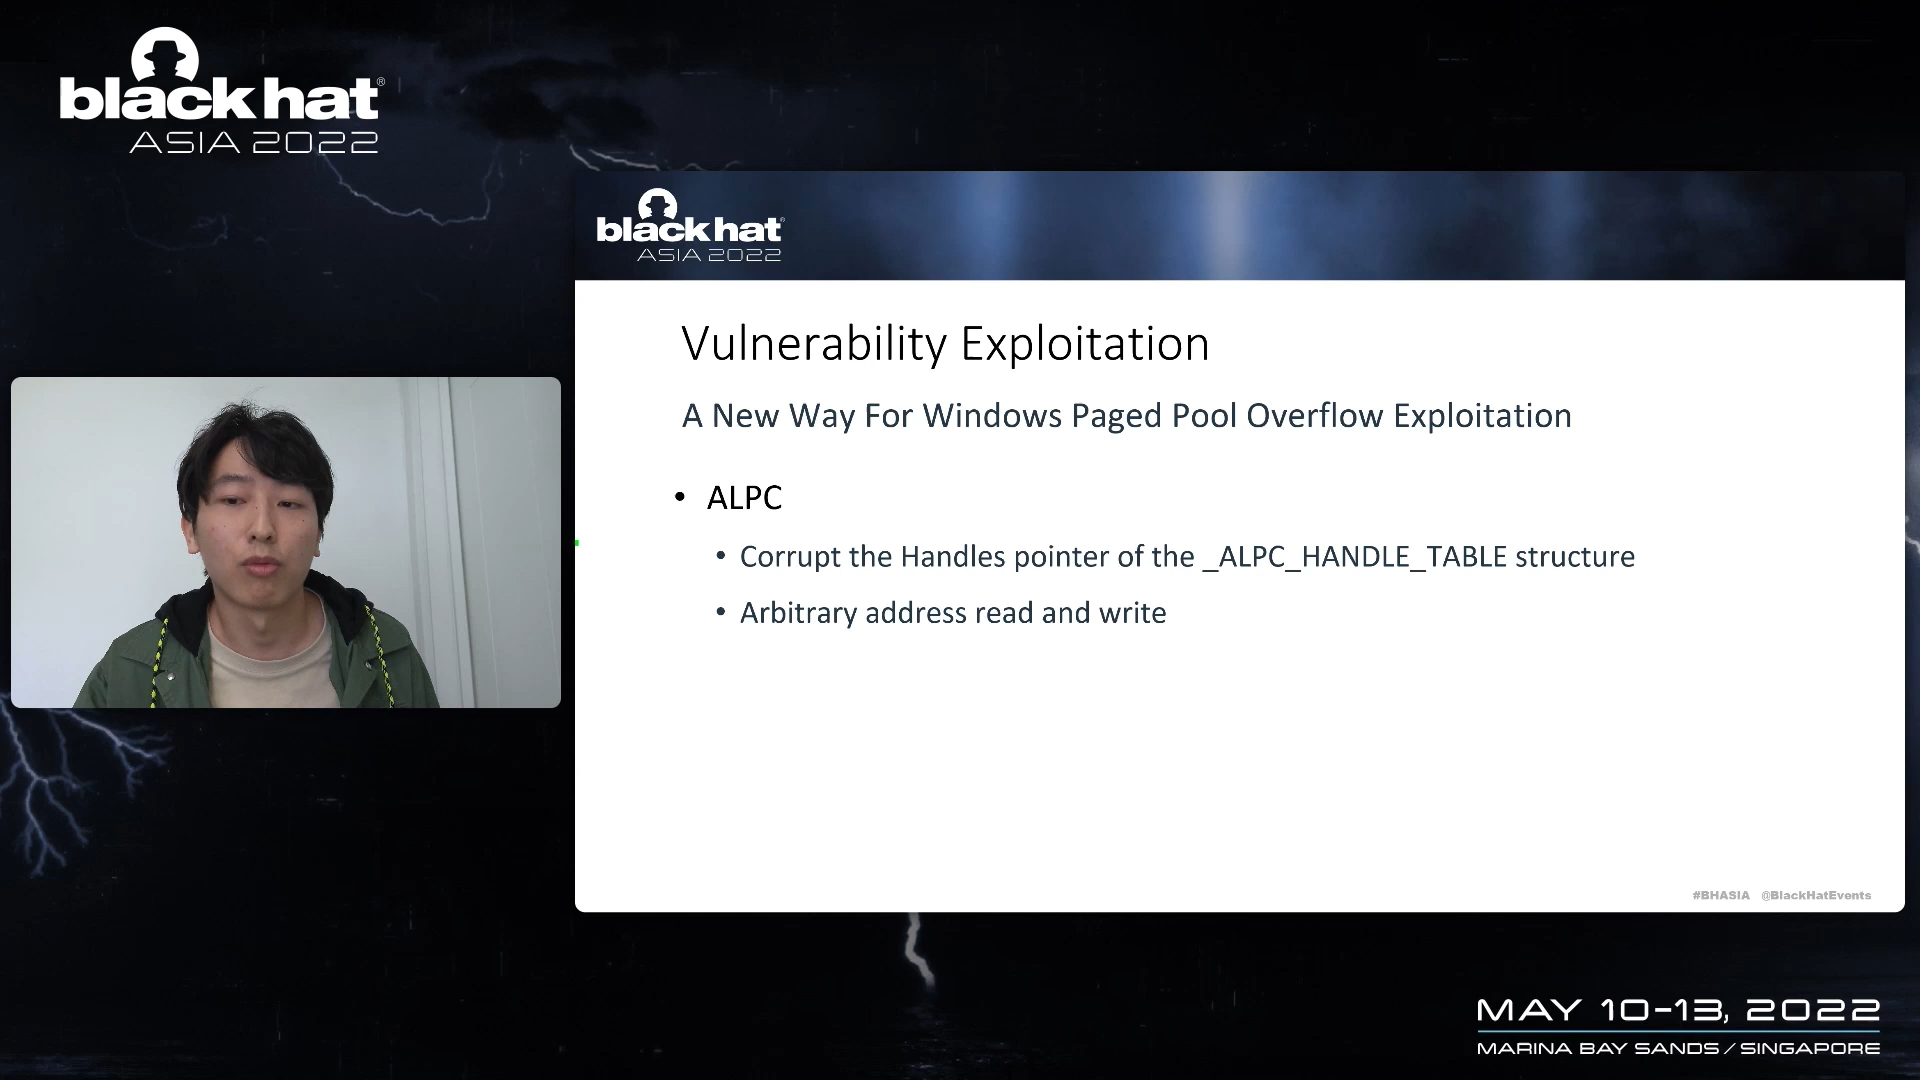 black hat®
ASIA 2022
black hat®
ASIA 2022
Vulnerability Exploitation
A New Way For Windows Paged Pool Overflow Exploitation
• ALPC
• Corrupt the Handles pointer of the _ALPC_HANDLE_TABLE structure
• Arbitrary address read and write
#BHASIA @BlackHatEvents
MAY 10-13, 2022
MARINA BAY SANDS / SINGAPORE